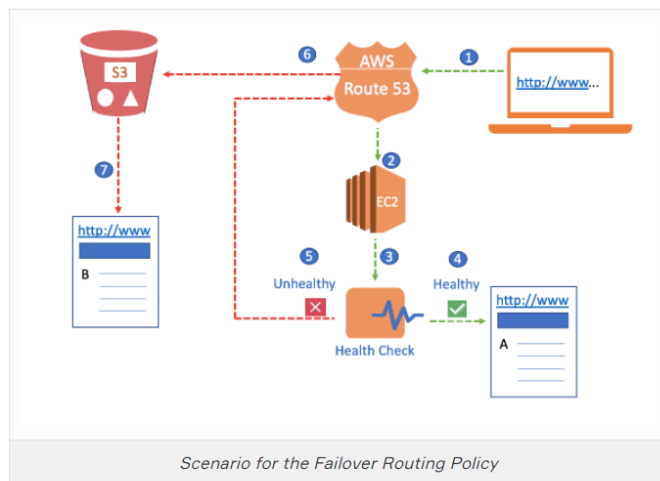 S3
6
AWS
Route 53
1
http://www...
7
2
EC2
http://www
B
5
3
4
Unhealthy
Healthy
http://www
A
Health Check
Scenario for the Failover Routing Policy